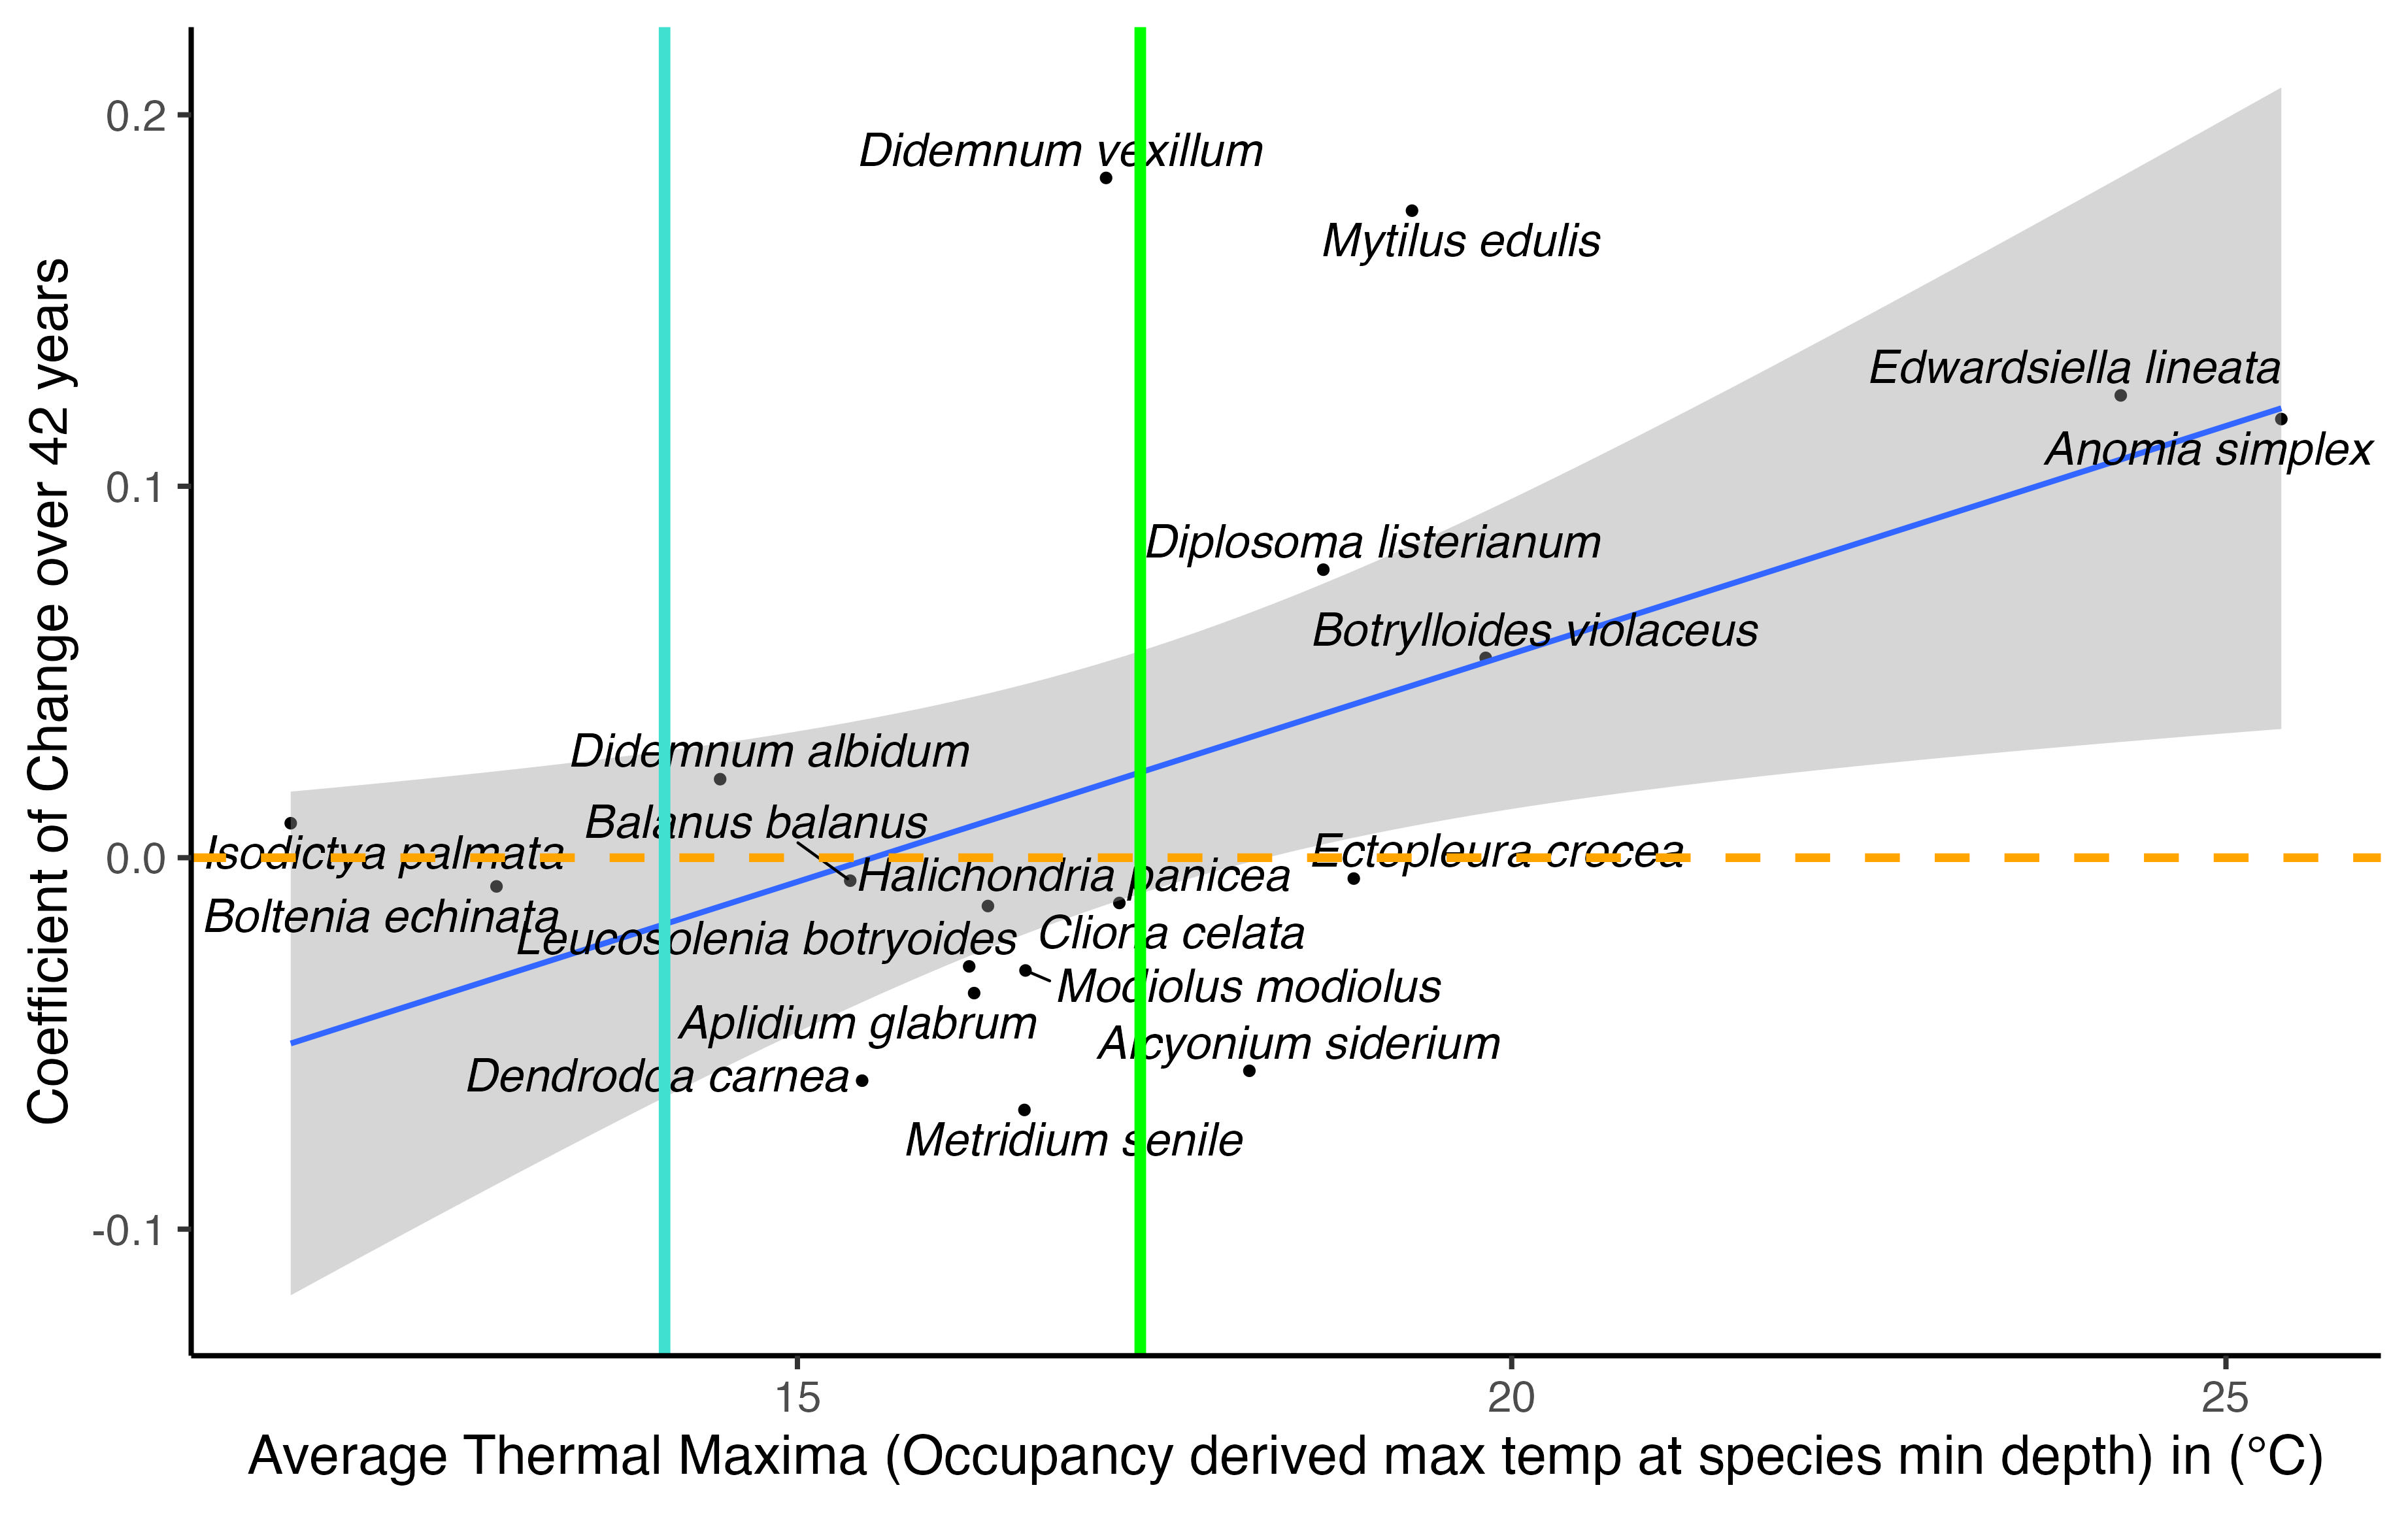 Coefficient of Change over 42 years
0.2
0.1
0.0
-0.1
Didemnum vexillum
Mytilus edulis
Edwardsiella lineata
Anomia simplex
Diplosoma listerianum
Botrylloides violaceus
Didemnum albidum
Balanus balanus
Isodictya palmata
Ectopleura crocea
Halichondria panicea
Boltenia echinata
Leucosolenia botryoides
Cliona celata
Modiolus modiolus
Aplidium glabrum
Alcyonium siderium
Dendrodoa carnea
Metridium senile
15
20
25
Average Thermal Maxima (Occupancy derived max temp at species min depth) in (°C)